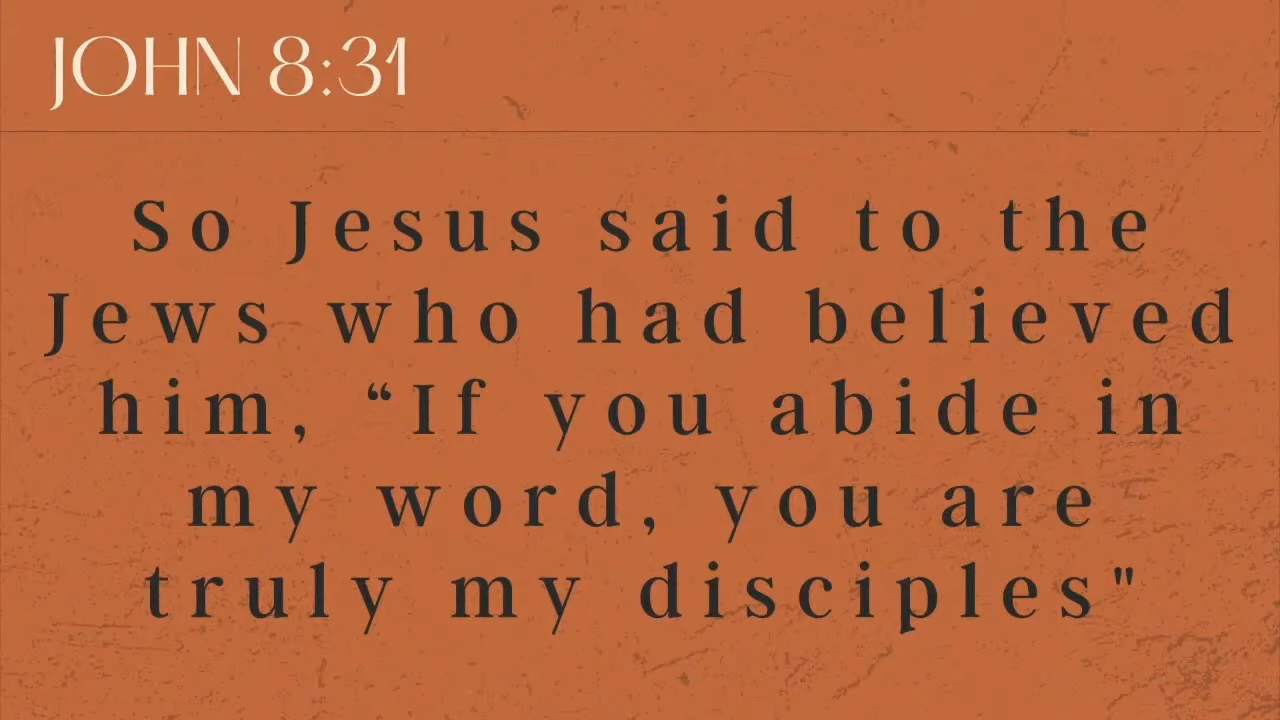 JOHN 8:31
So Jesus said to the
Jews who had believed
him, “If you abide in
my word, you are
truly my disciples"